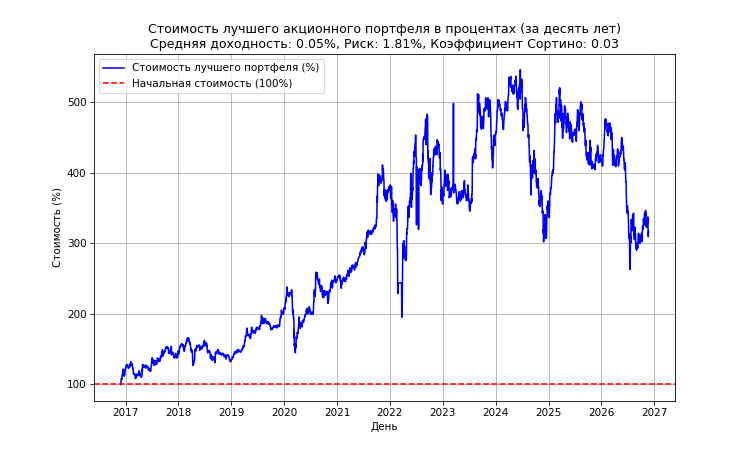 Стоимость лучшего акционного портфеля в процентах (за десять лет)
Средняя доходность: 0.05%, Риск: 1.81%, Коэффициент Сортино: 0.03
Стоимость лучшего портфеля (%)
Начальная стоимость (100%)
Стоимость (%)
500
400
300
200
100
2017 2018 2019 2020 2021 2022 2023 2024 2025 2026 2027
День